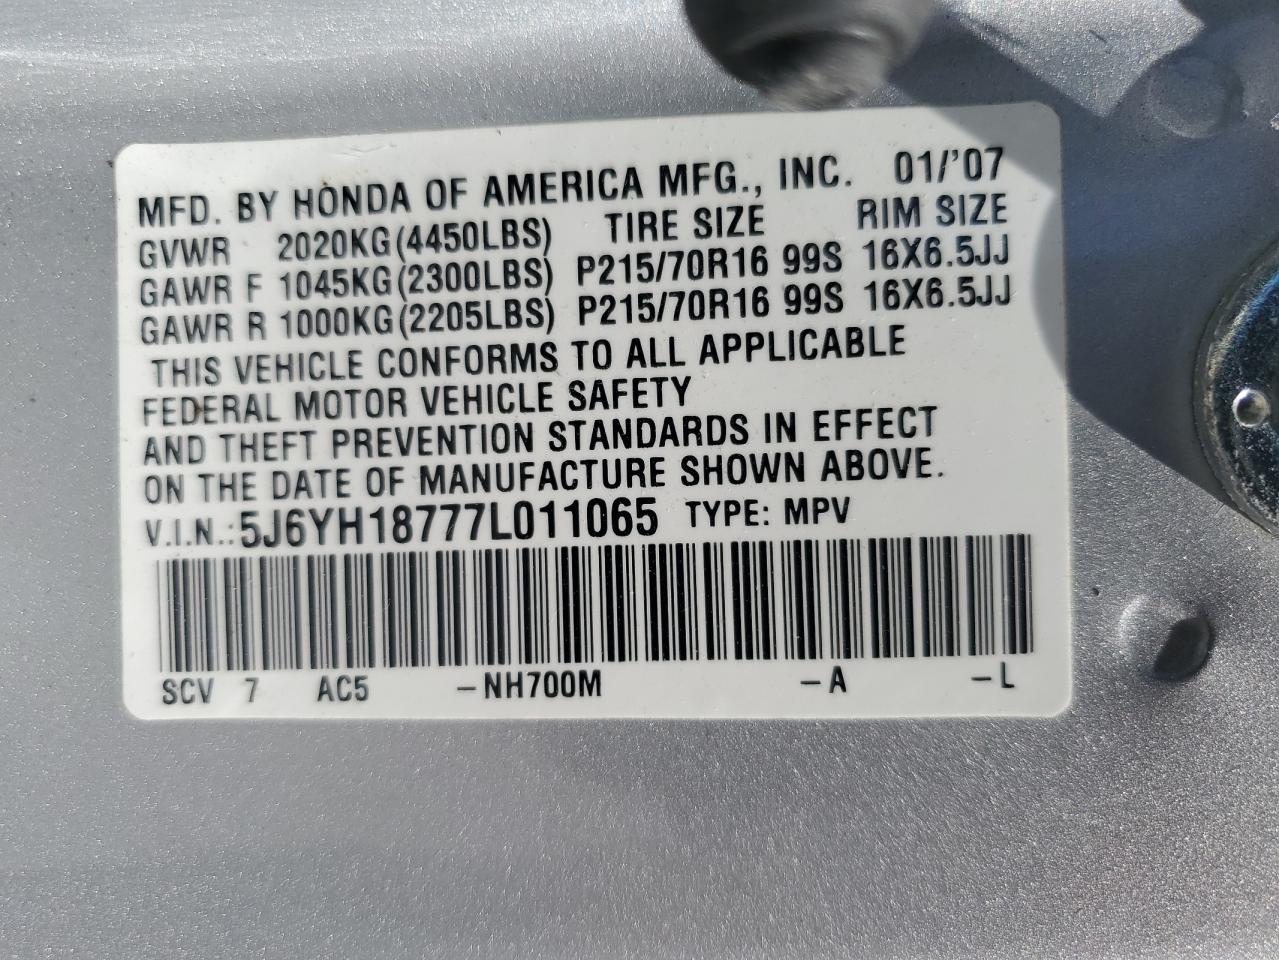 MFD. BY HONDA OF AMERICA MFG., INC. 01/'07
GVWR 2020KG(4450LBS) TIRE SIZE RIM SIZE
GAWR F 1045KG(2300LBS) P215/70R16 99S 16X6.5JJ
GAWR R 1000KG(2205LBS) P215/70R16 99S 16X6.5JJ
THIS VEHICLE CONFORMS TO ALL APPLICABLE
FEDERAL MOTOR VEHICLE SAFETY
AND THEFT PREVENTION STANDARDS IN EFFECT
ON THE DATE OF MANUFACTURE SHOWN ABOVE.
V.I.N.:5J6YH18777L011065 TYPE: MPV
SCV 7 AC5 -NH700M -A -L